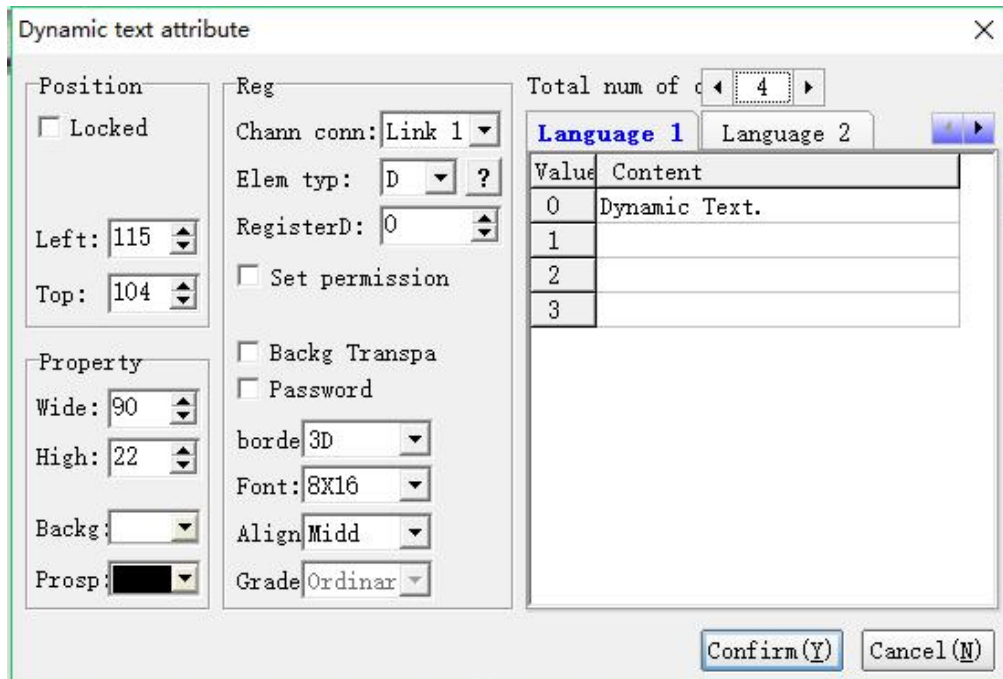 Dynamic text attribute
Position
Locked
Left: 115
Top: 104
Property
Wide: 90
High: 22
Backg:
Prosp:
Reg
Chann conn: Link 1
Elem typ: D ?
RegisterD: 0
Set permission
Backg Transpa
Password
borde 3D
Font: 8X16
Align Midd
Grade Ordinar
Total num of 4
Language 1 Language 2
Value Content
0 Dynamic Text.
1
2
3
Confirm(Y) Cancel(N)